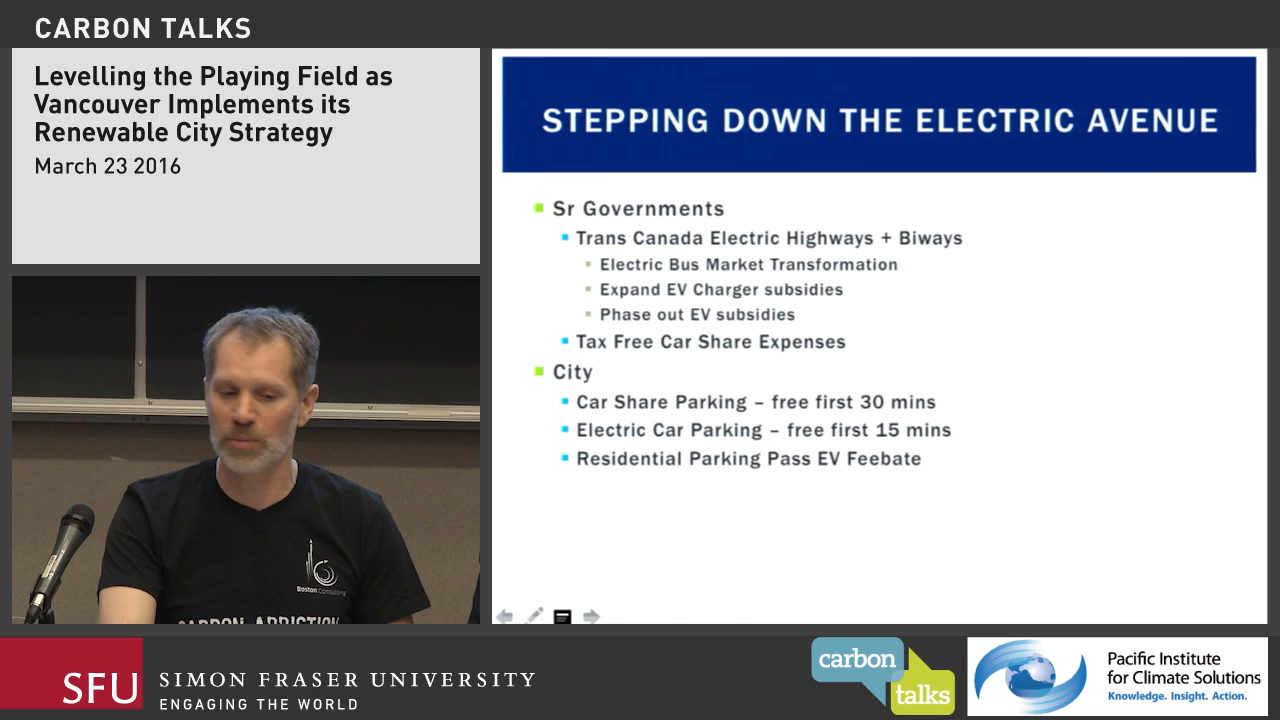 CARBON TALKS
Levelling the Playing Field as
Vancouver Implements its
Renewable City Strategy
March 23 2016
STEPPING DOWN THE ELECTRIC AVENUE
Sr Governments
Trans Canada Electric Highways + Biways
Electric Bus Market Transformation
Expand EV Charger subsidies
Phase out EV subsidies
Tax Free Car Share Expenses
City
Car Share Parking – free first 30 mins
Electric Car Parking – free first 15 mins
Residential Parking Pass EV Feebate
Boston Consulting
CARBON ADDICTION
SFU
SIMON FRASER UNIVERSITY
ENGAGING THE WORLD
carbon
talks
Pacific Institute
for Climate Solutions
Knowledge. Insight. Action.